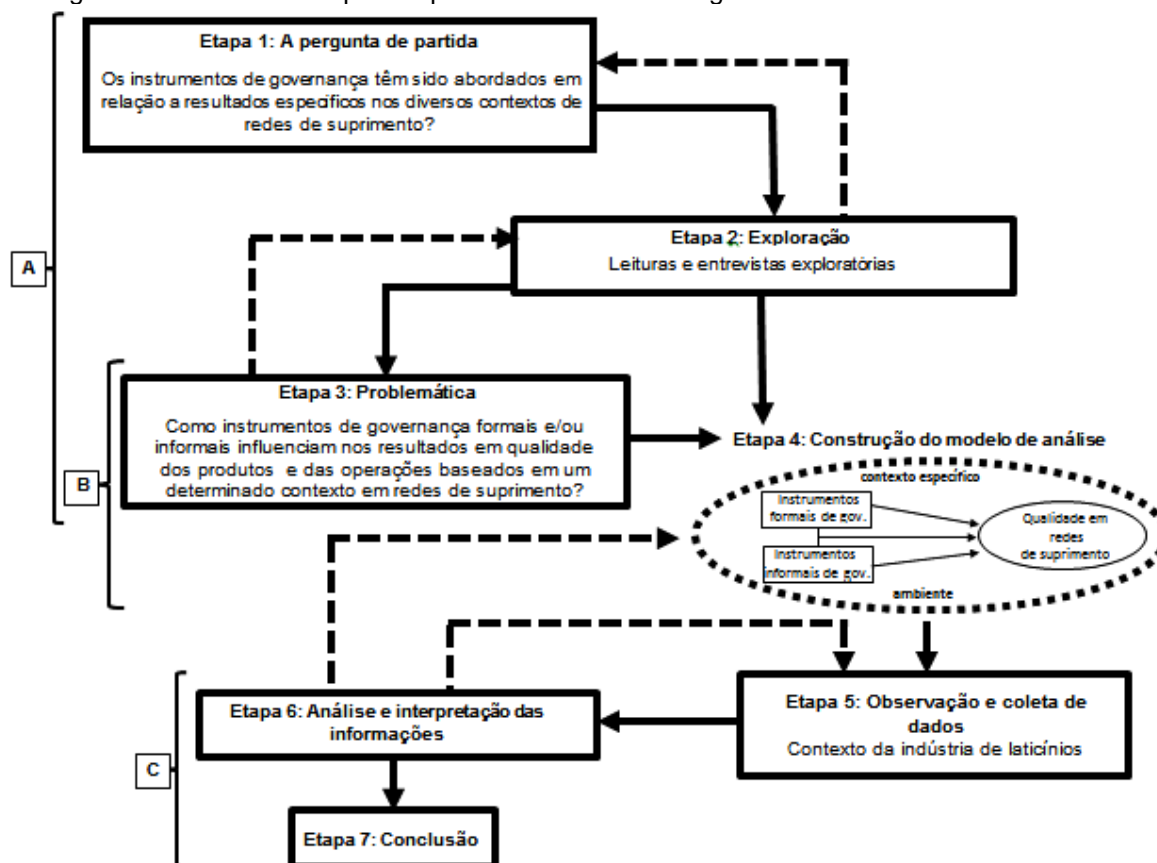 Etapa 1: A pergunta de partida
Os instrumentos de governança têm sido abordados em
relação a resultados específicos nos diversos contextos de
redes de suprimento?
Etapa 2: Exploração
Leituras e entrevistas exploratórias
A
Etapa 3: Problemática
Como instrumentos de governança formais e/ou
informais influenciam nos resultados em qualidade
dos produtos e das operações baseados em um
determinado contexto em redes de suprimento?
B
Etapa 4: Construção do modelo de análise
contexto específico
Instrumentos
formais de gov.
Instrumentos
informais de gov.
Qualidade em
redes
de suprimento
ambiente
Etapa 5: Observação e coleta de
dados
Contexto da indústria de laticínios
Etapa 6: Análise e interpretação das
informações
C
Etapa 7: Conclusão